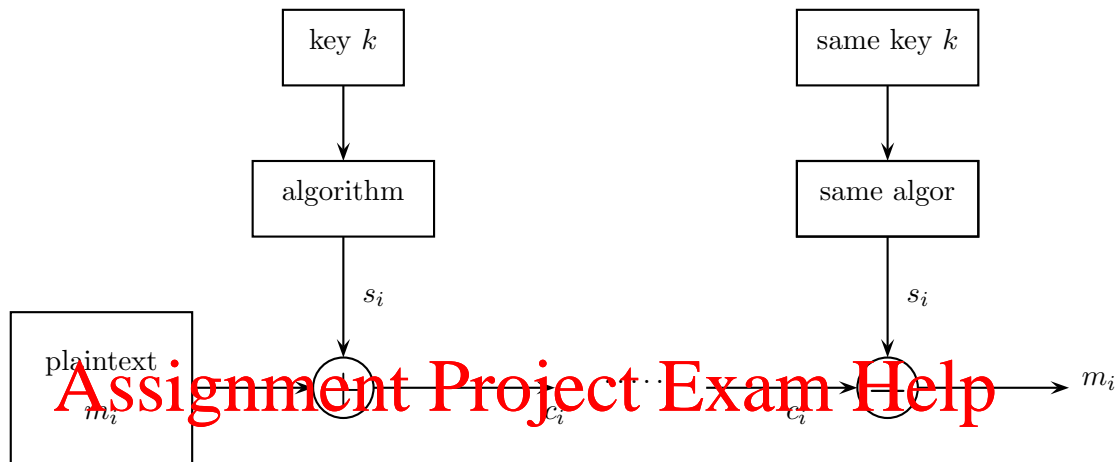 key k
same key k
algorithm
same algor
s_i
s_i
plaintext
m_i
+
c_i
......
c_i
−
m_i
Assignment Project Exam Help